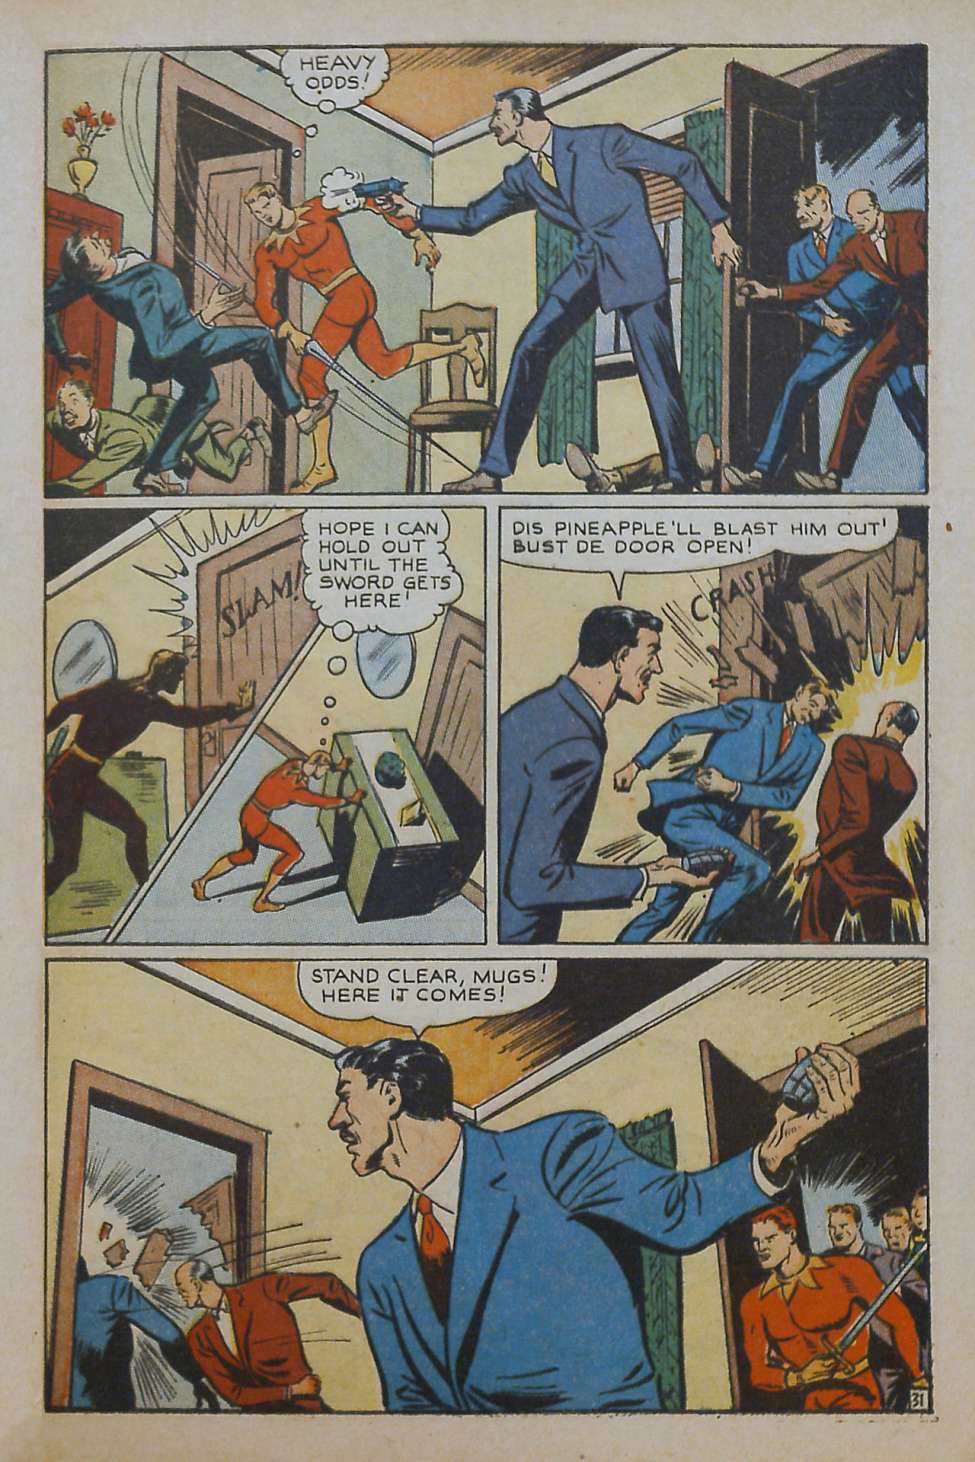 HEAVY
ODDS!
SLAM!
HOPE I CAN
HOLD OUT
UNTIL THE
SWORD GETS
HERE!
DIS PINEAPPLE'LL BLAST HIM OUT!
BUST DE DOOR OPEN!
CRASH!
STAND CLEAR, MUGS!
HERE IT COMES!
31